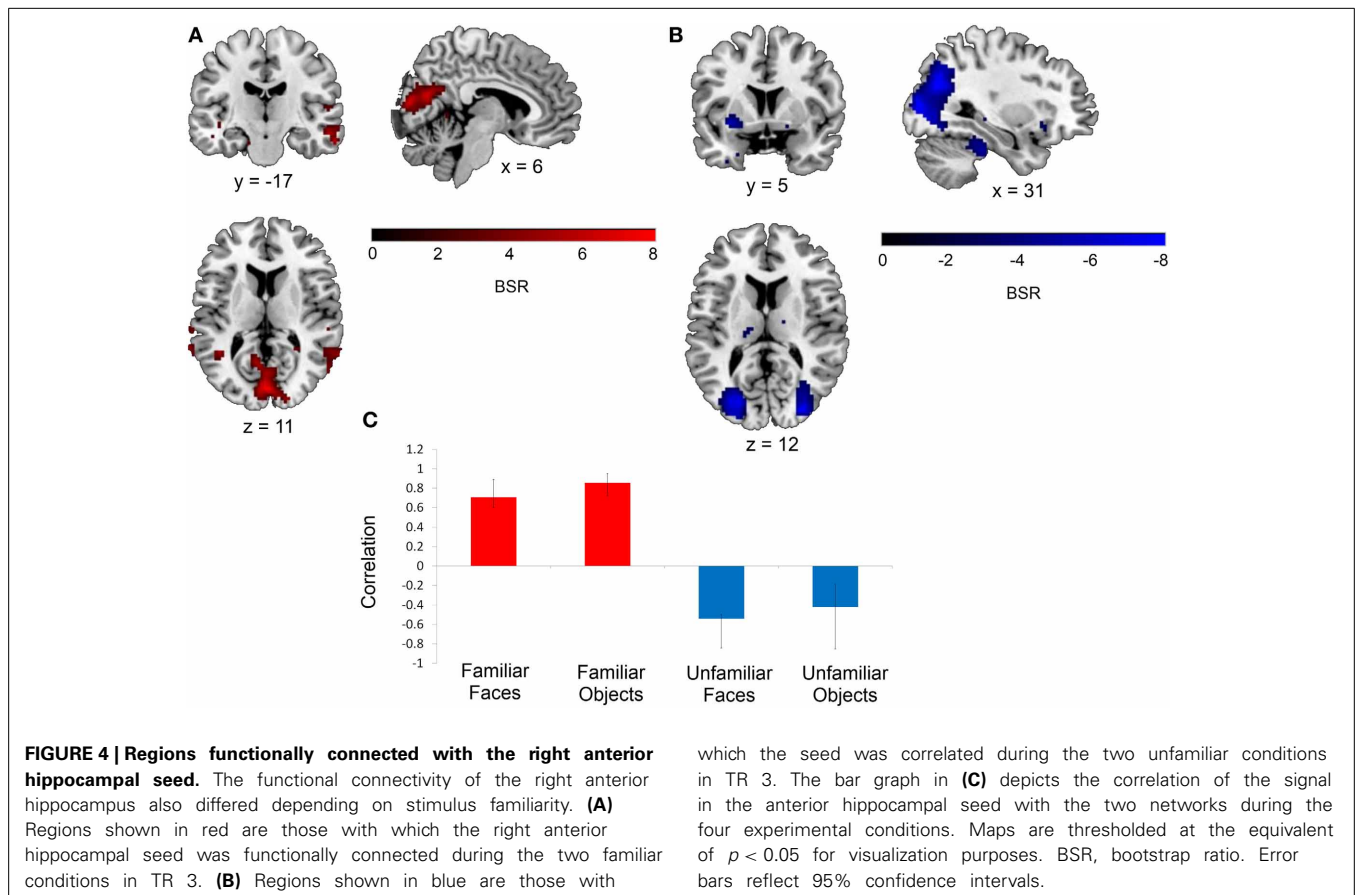 A
B
y = -17
x = 6
y = 5
x = 31
0 2 4 6 8
BSR
0 -2 -4 -6 -8
BSR
z = 11
z = 12
C
1.2
1
0.8
0.6
0.4
0.2
0
-0.2
-0.4
-0.6
-0.8
-1
Correlation
Familiar
Faces
Familiar
Objects
Unfamiliar
Faces
Unfamiliar
Objects
FIGURE 4 | Regions functionally connected with the right anterior
hippocampal seed. The functional connectivity of the right anterior
hippocampus also differed depending on stimulus familiarity. (A)
Regions shown in red are those with which the right anterior
hippocampal seed was functionally connected during the two familiar
conditions in TR 3. (B) Regions shown in blue are those with
which the seed was correlated during the two unfamiliar conditions
in TR 3. The bar graph in (C) depicts the correlation of the signal
in the anterior hippocampal seed with the two networks during the
four experimental conditions. Maps are thresholded at the equivalent
of p < 0.05 for visualization purposes. BSR, bootstrap ratio. Error
bars reflect 95% confidence intervals.